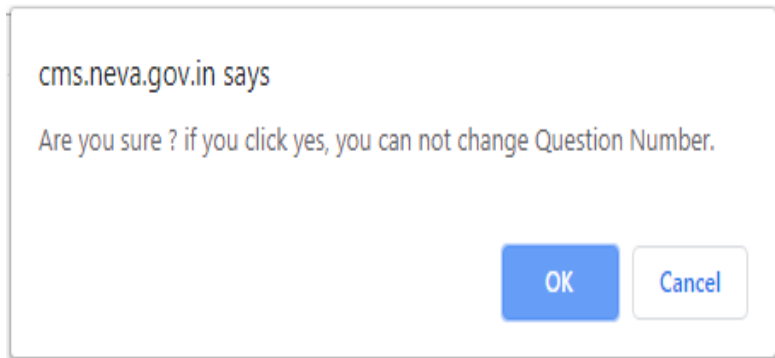 cms.neva.gov.in says
Are you sure ? if you click yes, you can not change Question Number.
OK
Cancel